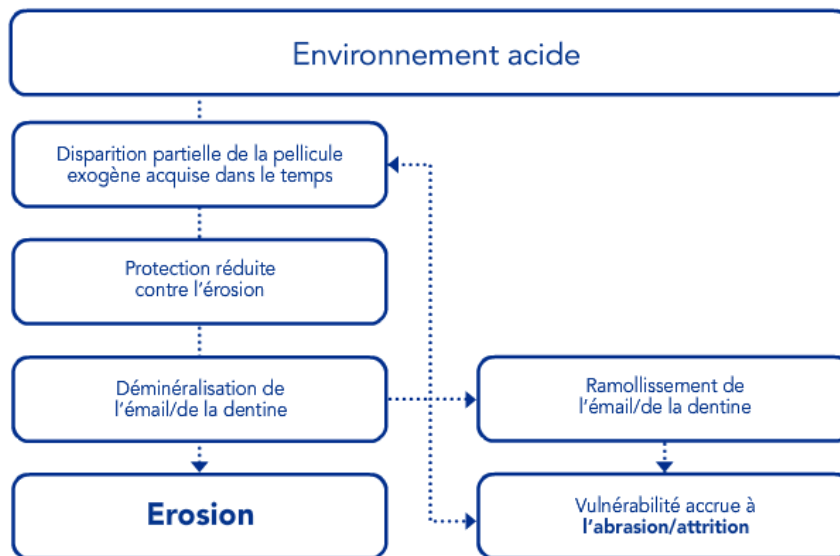 Environnement acide
Disparition partielle de la pellicule
exogène acquise dans le temps
Protection réduite
contre l'érosion
Déminéralisation de
l'émail/de la dentine
Ramollissement de
l'émail/de la dentine
Erosion
Vulnérabilité accrue à
l'abrasion/attrition